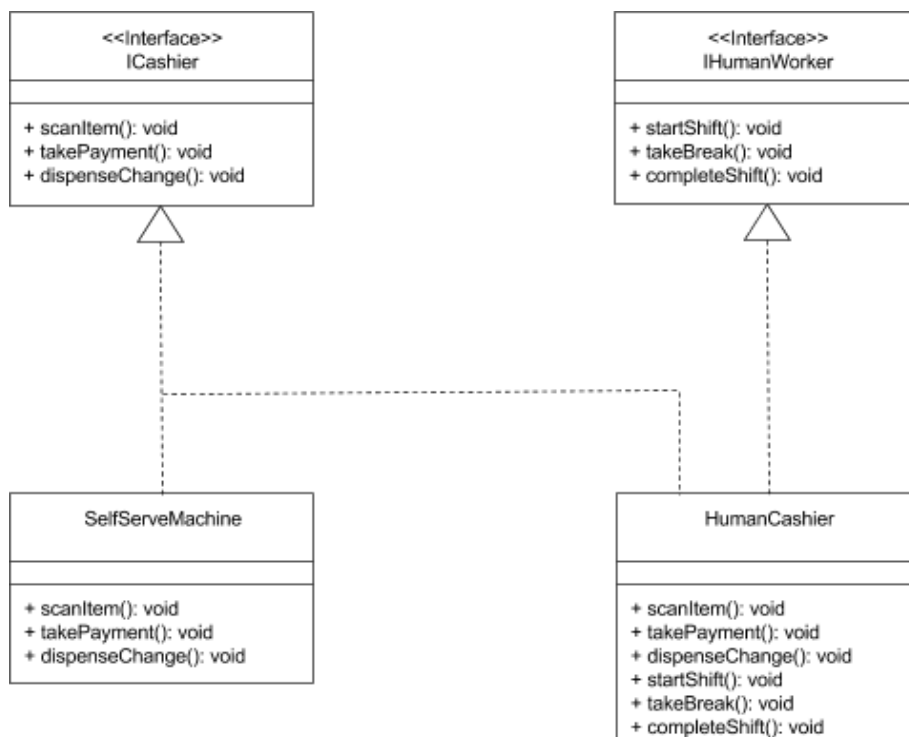 <<Interface>>
ICashier
+ scanItem(): void
+ takePayment(): void
+ dispenseChange(): void
<<Interface>>
IHumanWorker
+ startShift(): void
+ takeBreak(): void
+ completeShift(): void
SelfServeMachine
+ scanItem(): void
+ takePayment(): void
+ dispenseChange(): void
HumanCashier
+ scanItem(): void
+ takePayment(): void
+ dispenseChange(): void
+ startShift(): void
+ takeBreak(): void
+ completeShift(): void